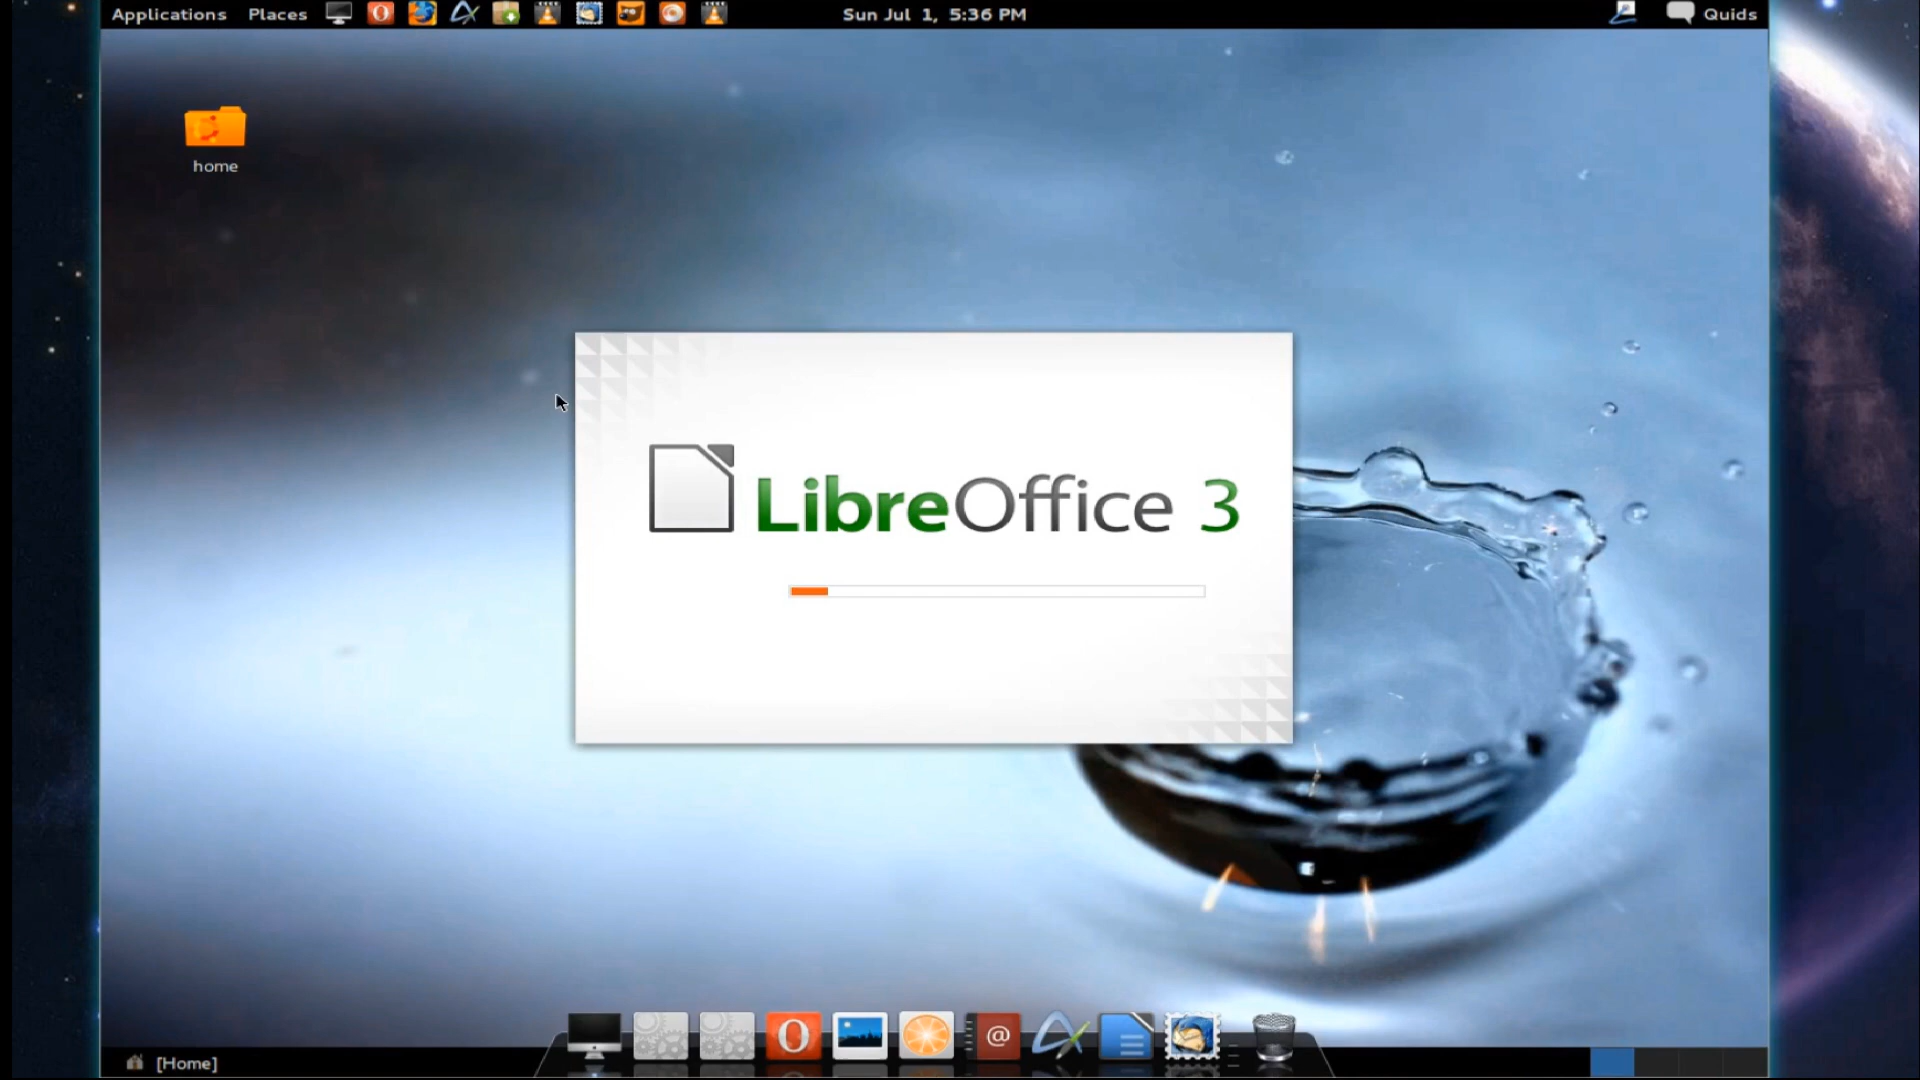 Applications Places Sun Jul 1, 5:36 PM Quids
home
LibreOffice 3
@
[Home]